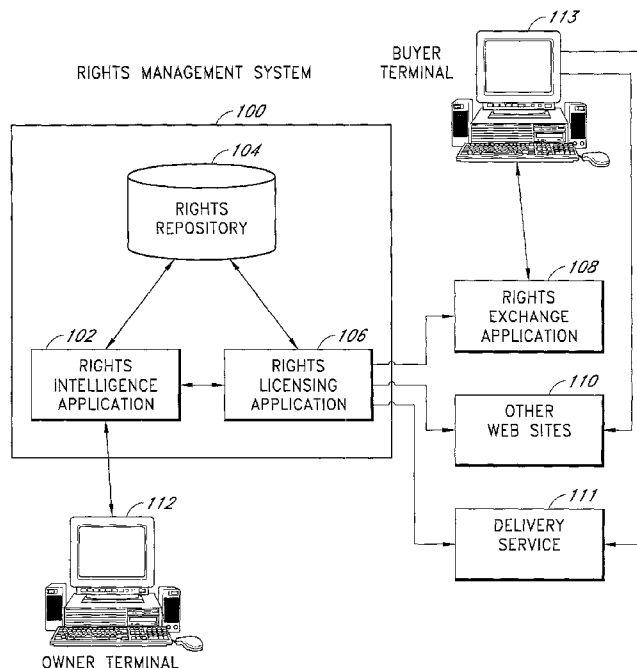 113
RIGHTS MANAGEMENT SYSTEM
BUYER
TERMINAL
100
104
RIGHTS
REPOSITORY
108
RIGHTS
EXCHANGE
APPLICATION
102
RIGHTS
INTELLIGENCE
APPLICATION
106
RIGHTS
LICENSING
APPLICATION
110
OTHER
WEB SITES
111
DELIVERY
SERVICE
112
OWNER TERMINAL